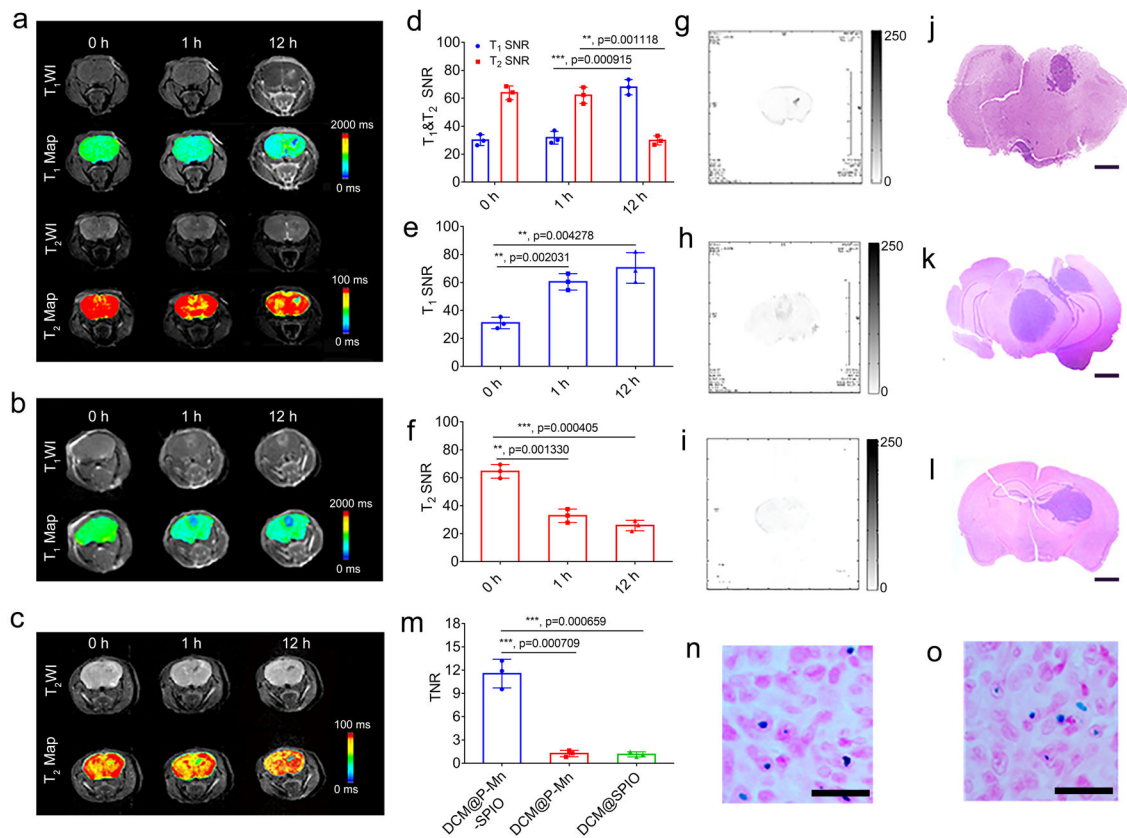 a
0 h 1 h 12 h
T1WI
T1 Map
2000 ms
0 ms
T2WI
T2 Map
100 ms
0 ms
b
0 h 1 h 12 h
T1WI
T1 Map
2000 ms
0 ms
c
0 h 1 h 12 h
T2WI
T2 Map
100 ms
0 ms
d
T1&T2 SNR
100
80
60
40
20
0
T1 SNR
T2 SNR
**, p=0.001118
***, p=0.000915
0 h 1 h 12 h
e
T1 SNR
100
80
60
40
20
0
**, p=0.004278
**, p=0.002031
0 h 1 h 12 h
f
T2 SNR
100
80
60
40
20
0
***, p=0.000405
**, p=0.001330
0 h 1 h 12 h
m
TNR
18
15
12
9
6
3
0
***, p=0.000659
***, p=0.000709
DCM@P-Mn
-SPIO
DCM@P-Mn
DCM@SPIO
g
250
0
h
250
0
i
250
0
j
k
l
n
o